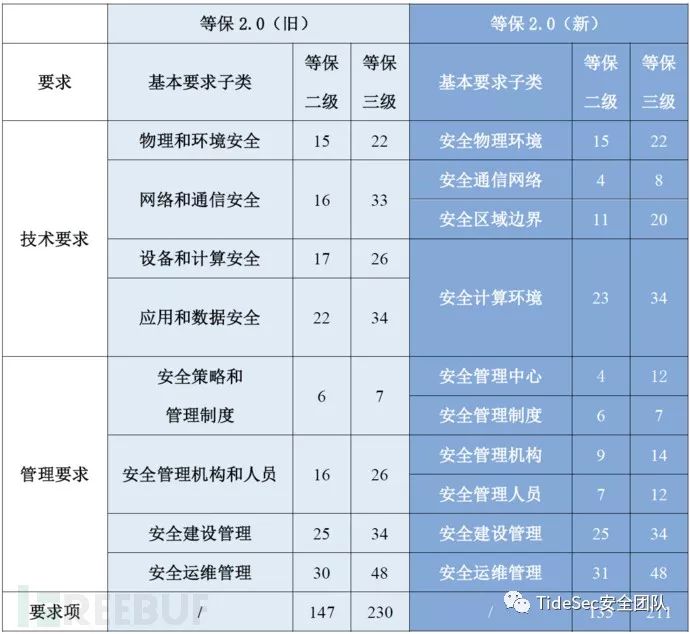 等保 2.0（旧） 等保 2.0（新）
要求 基本要求子类 等保二级 等保三级 基本要求子类 等保二级 等保三级
技术要求
物理和环境安全 15 22 安全物理环境 15 22
网络和通信安全 16 33 安全通信网络 4 8
安全区域边界 11 20
设备和计算安全 17 26 安全计算环境 23 34
应用和数据安全 22 34
管理要求
安全策略和管理制度 6 7 安全管理中心 4 12
安全管理制度 6 7
安全管理机构和人员 16 26 安全管理机构 9 14
安全管理人员 7 12
安全建设管理 25 34 安全建设管理 25 34
安全运维管理 30 48 安全运维管理 31 48
要求项 / 147 230 /
TideSec安全团队